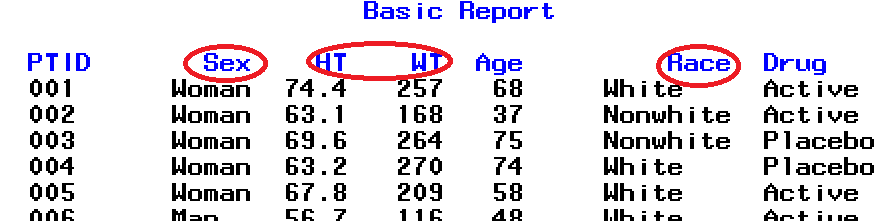 Basic Report
PTID Sex HT WT Age Race Drug
001 Woman 74.4 257 68 White Active
002 Woman 63.1 168 37 Nonwhite Active
003 Woman 69.6 264 75 Nonwhite Placebo
004 Woman 63.2 270 74 White Placebo
005 Woman 67.8 209 58 White Active
006 Man 56.7 116 48 White Active